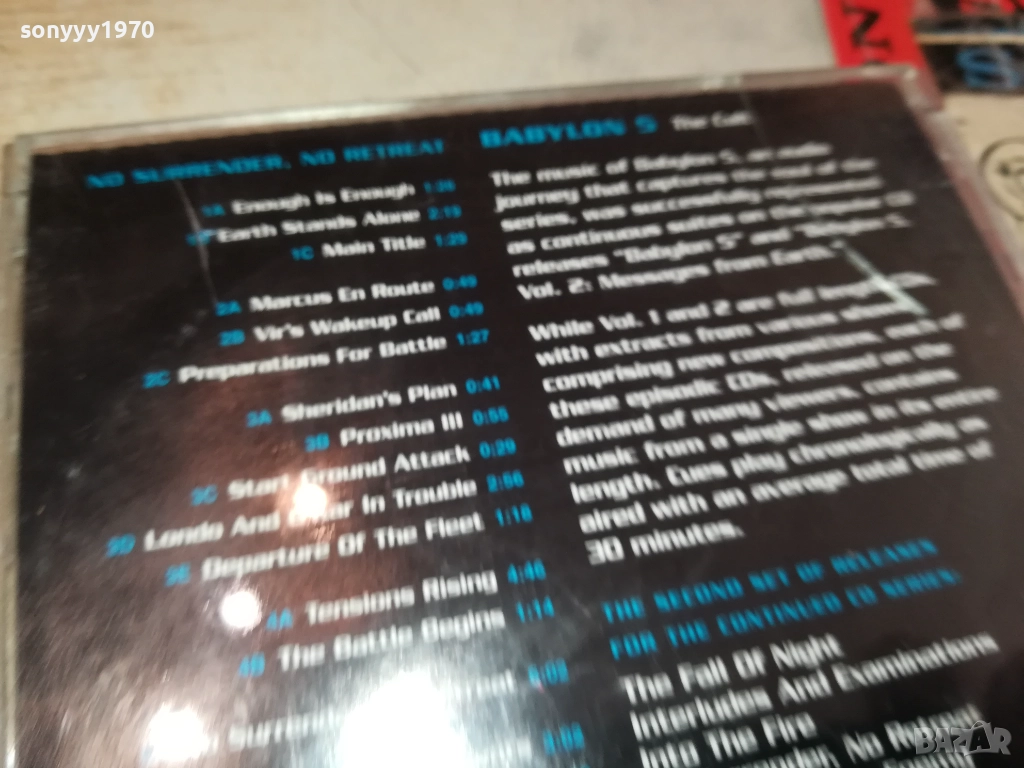 sonyyy1970
NO SURRENDER, NO RETREAT
1A Enough Is Enough 1:39
Earth Stands Alone 2:15
1C Main Title 1:29
2A Marcus En Route 0:49
2B Vir's Wakeup Call 0:49
2C Preparations For Battle 1:27
3A Sheridan's Plan 0:41
3B Proxima III 0:55
3C Start Ground Attack 0:29
3D Londo And In Trouble 2:56
3E Departure Of The Fleet 1:18
4A Tensions Rising 4:46
4B The Battle Begins 1:14
BABYLON 5 The
The music of Babylon 5, an audio
journey that captures the soul of the
series, was successfully represented
as continuous suites on the popular CD
releases "Babylon 5" and "Babylon 5,
Vol. 2: Messages from Earth."
While Vol. 1 and 2 are full length CDs,
with extracts from various shows
comprising new compositions, each of
these episodic CDs, released on the
demand of many viewers, contains
music from a single show in its entire
length. Cues play chronologically as
aired with an average total time of
30 minutes.
THE SECOND SET OF RELEASES
FOR THE CONTINUED CD SERIES:
The Fall Of Night
Interludes And Examinations
Into The Fire
No Retreat
BAZAR